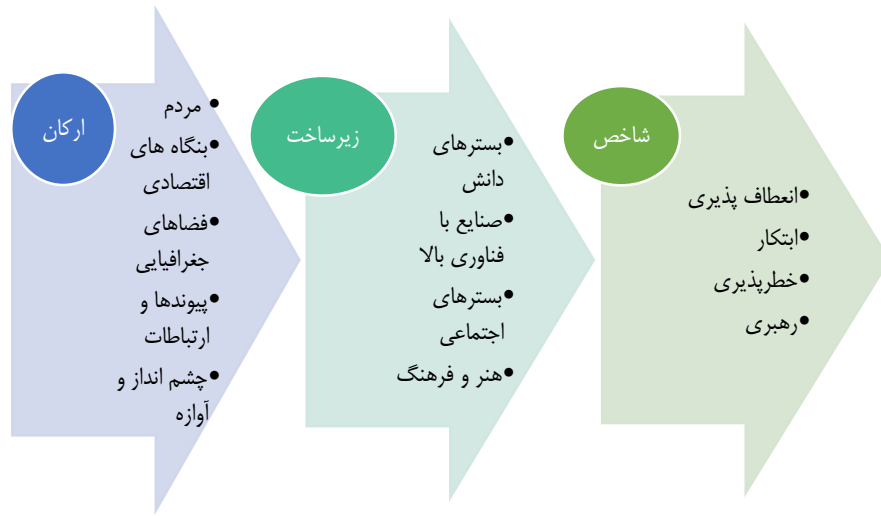 ارکان
• مردم
• بنگاه های
اقتصادی
• فضاهای
جغرافیایی
• پیوندها و
ارتباطات
• چشم انداز و
آوازه
زیرساخت
• بسترهای
دانش
• صنایع با
فناوری بالا
• بسترهای
اجتماعی
• هنر و فرهنگ
شاخص
• انعطاف پذیری
• ابتکار
• خطرپذیری
• رهبری